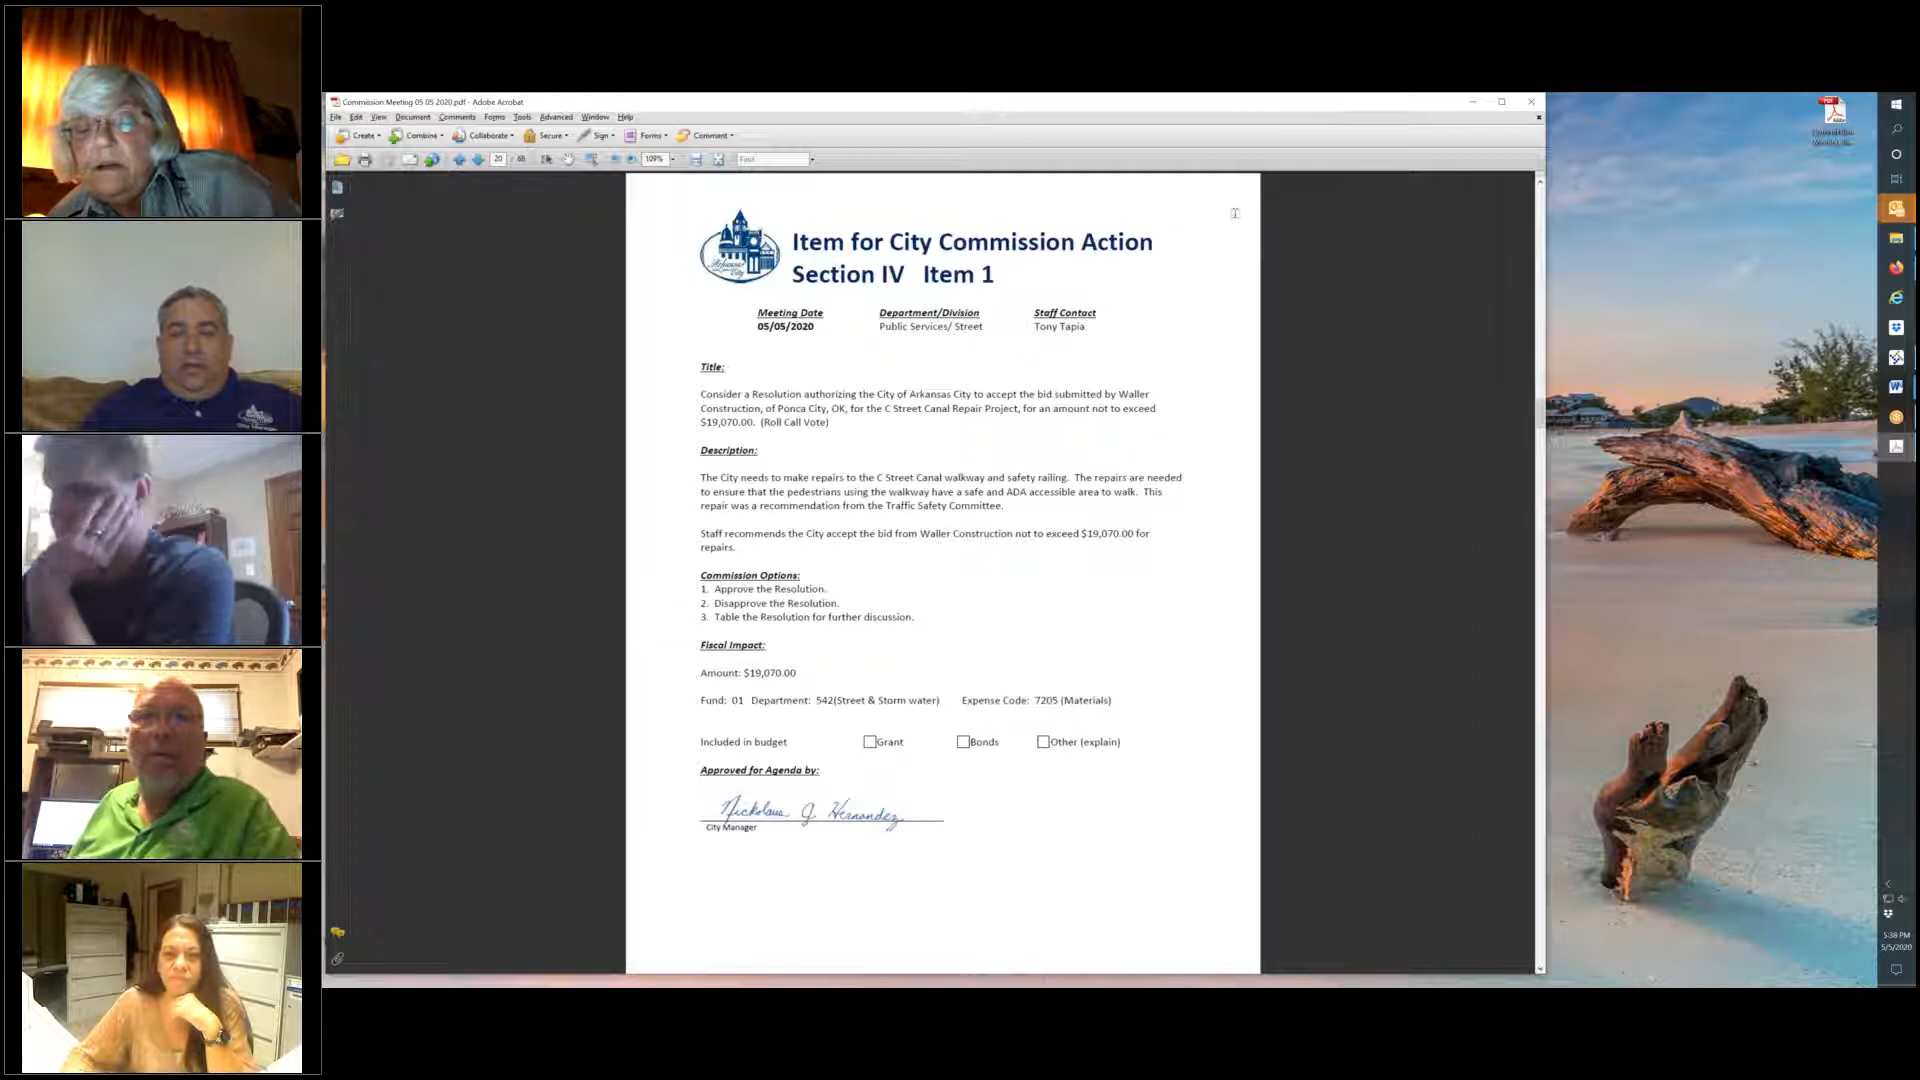 Commission Meeting 05 05 2020.pdf - Adobe Acrobat
File Edit View Document Comments Forms Tools Advanced Window Help
Create Combine Collaborate Secure Sign Forms Comment
20 / 68 109% Find
Item for City Commission Action
Section IV Item 1
Meeting Date Department/Division Staff Contact
05/05/2020 Public Services/ Street Tony Tapia
Title:
Consider a Resolution authorizing the City of Arkansas City to accept the bid submitted by Waller
Construction, of Ponca City, OK, for the C Street Canal Repair Project, for an amount not to exceed
$19,070.00. (Roll Call Vote)
Description:
The City needs to make repairs to the C Street Canal walkway and safety railing. The repairs are needed
to ensure that the pedestrians using the walkway have a safe and ADA accessible area to walk. This
repair was a recommendation from the Traffic Safety Committee.
Staff recommends the City accept the bid from Waller Construction not to exceed $19,070.00 for
repairs.
Commission Options:
1. Approve the Resolution.
2. Disapprove the Resolution.
3. Table the Resolution for further discussion.
Fiscal Impact:
Amount: $19,070.00
Fund: 01 Department: 542(Street & Storm water) Expense Code: 7205 (Materials)
Included in budget Grant Bonds Other (explain)
Approved for Agenda by:
Nickolaus J. Hernandez
City Manager
5:38 PM
5/5/2020